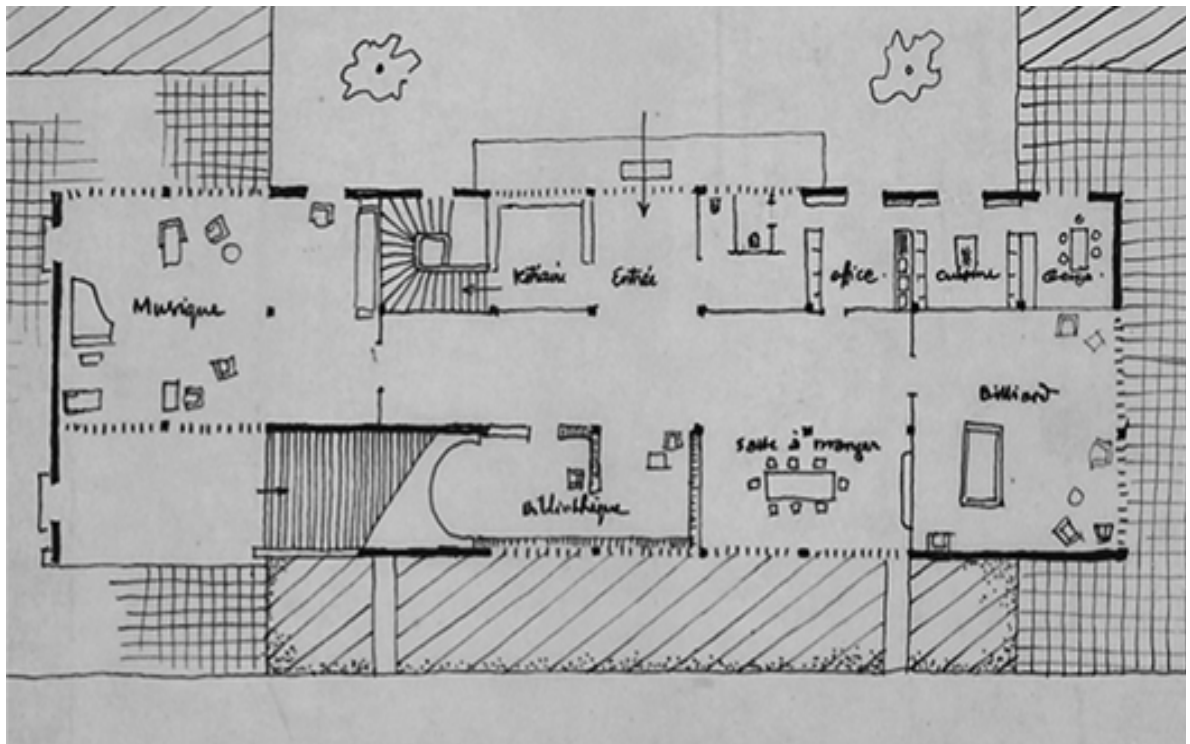 Entrée
office.
cuisine
Musique
Billiard
Salle à manger
Bibliothèque